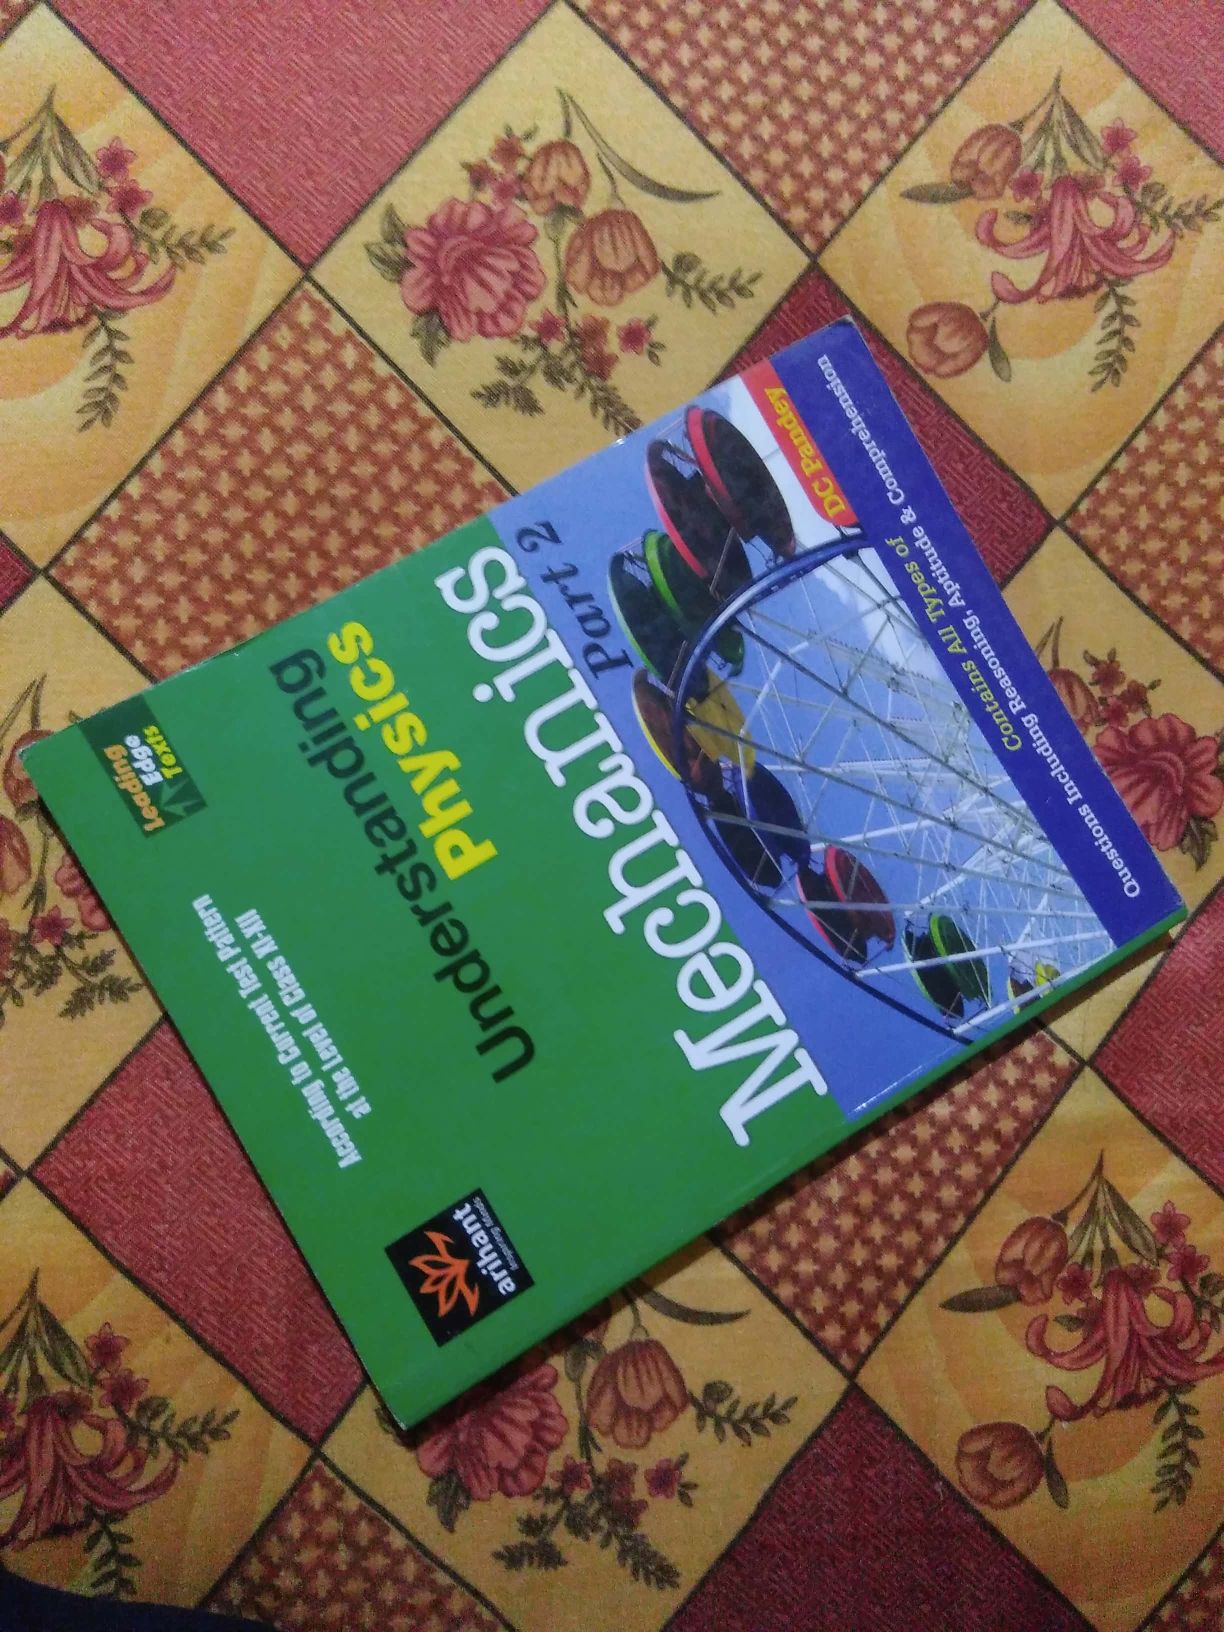 Contains All Types of
Questions Including Reasoning, Aptitude & Comprehension
DC Pandey
Part 2
Mechanics
Understanding
Physics
According to Current Test Pattern
at the Level of Class XI-XII
Leading
Edge
Texts
arihant